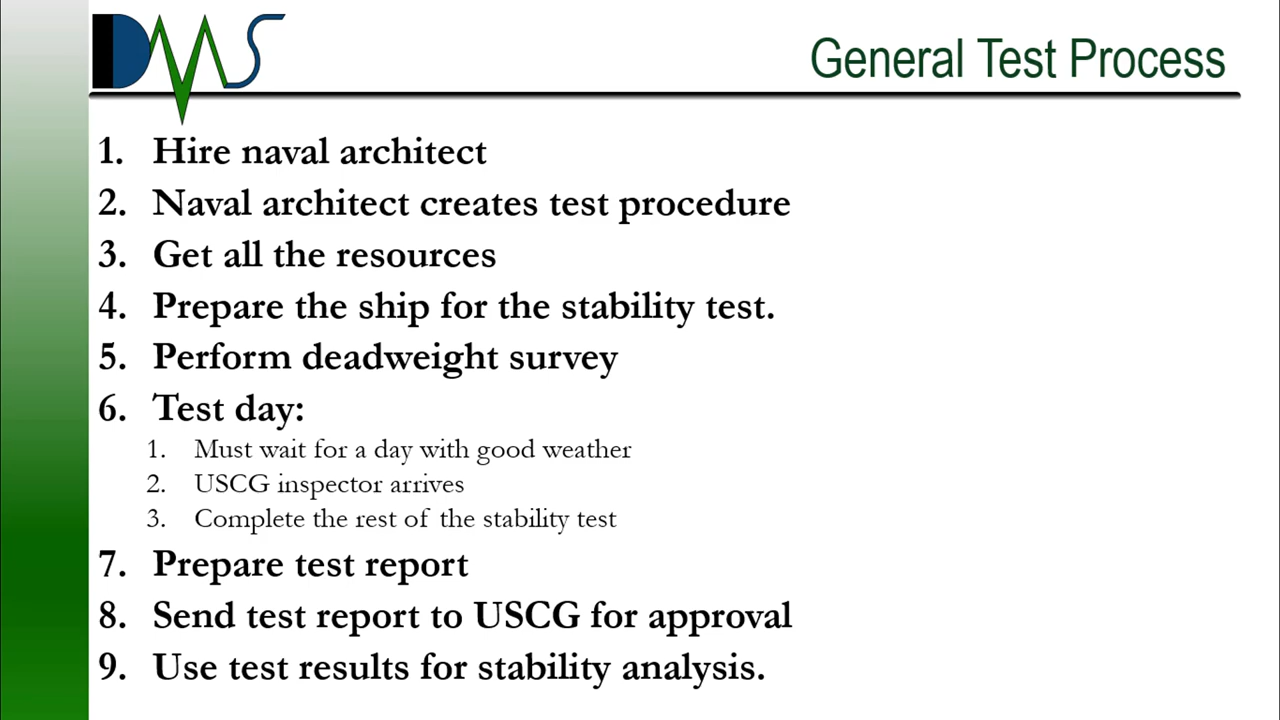 DMS
General Test Process
1. Hire naval architect
2. Naval architect creates test procedure
3. Get all the resources
4. Prepare the ship for the stability test.
5. Perform deadweight survey
6. Test day:
1. Must wait for a day with good weather
2. USCG inspector arrives
3. Complete the rest of the stability test
7. Prepare test report
8. Send test report to USCG for approval
9. Use test results for stability analysis.